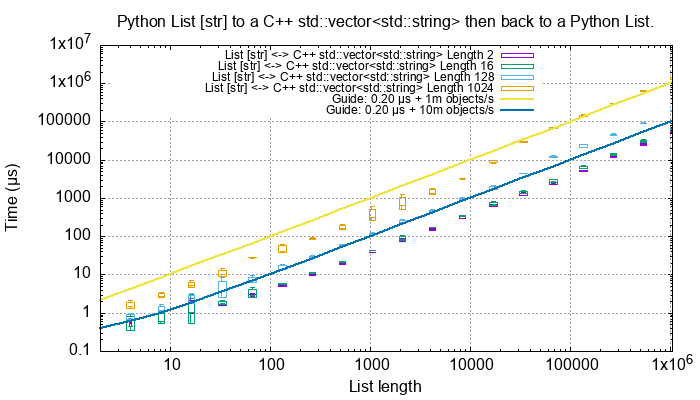 Python List [str] to a C++ std::vector<std::string> then back to a Python List.
1x10^7
1x10^6
100000
10000
1000
100
10
1
0.1
Time (μs)
List [str] <-> C++ std::vector<std::string> Length 2
List [str] <-> C++ std::vector<std::string> Length 16
List [str] <-> C++ std::vector<std::string> Length 128
List [str] <-> C++ std::vector<std::string> Length 1024
Guide: 0.20 μs + 1m objects/s
Guide: 0.20 μs + 10m objects/s
10 100 1000 10000 100000 1x10^6
List length